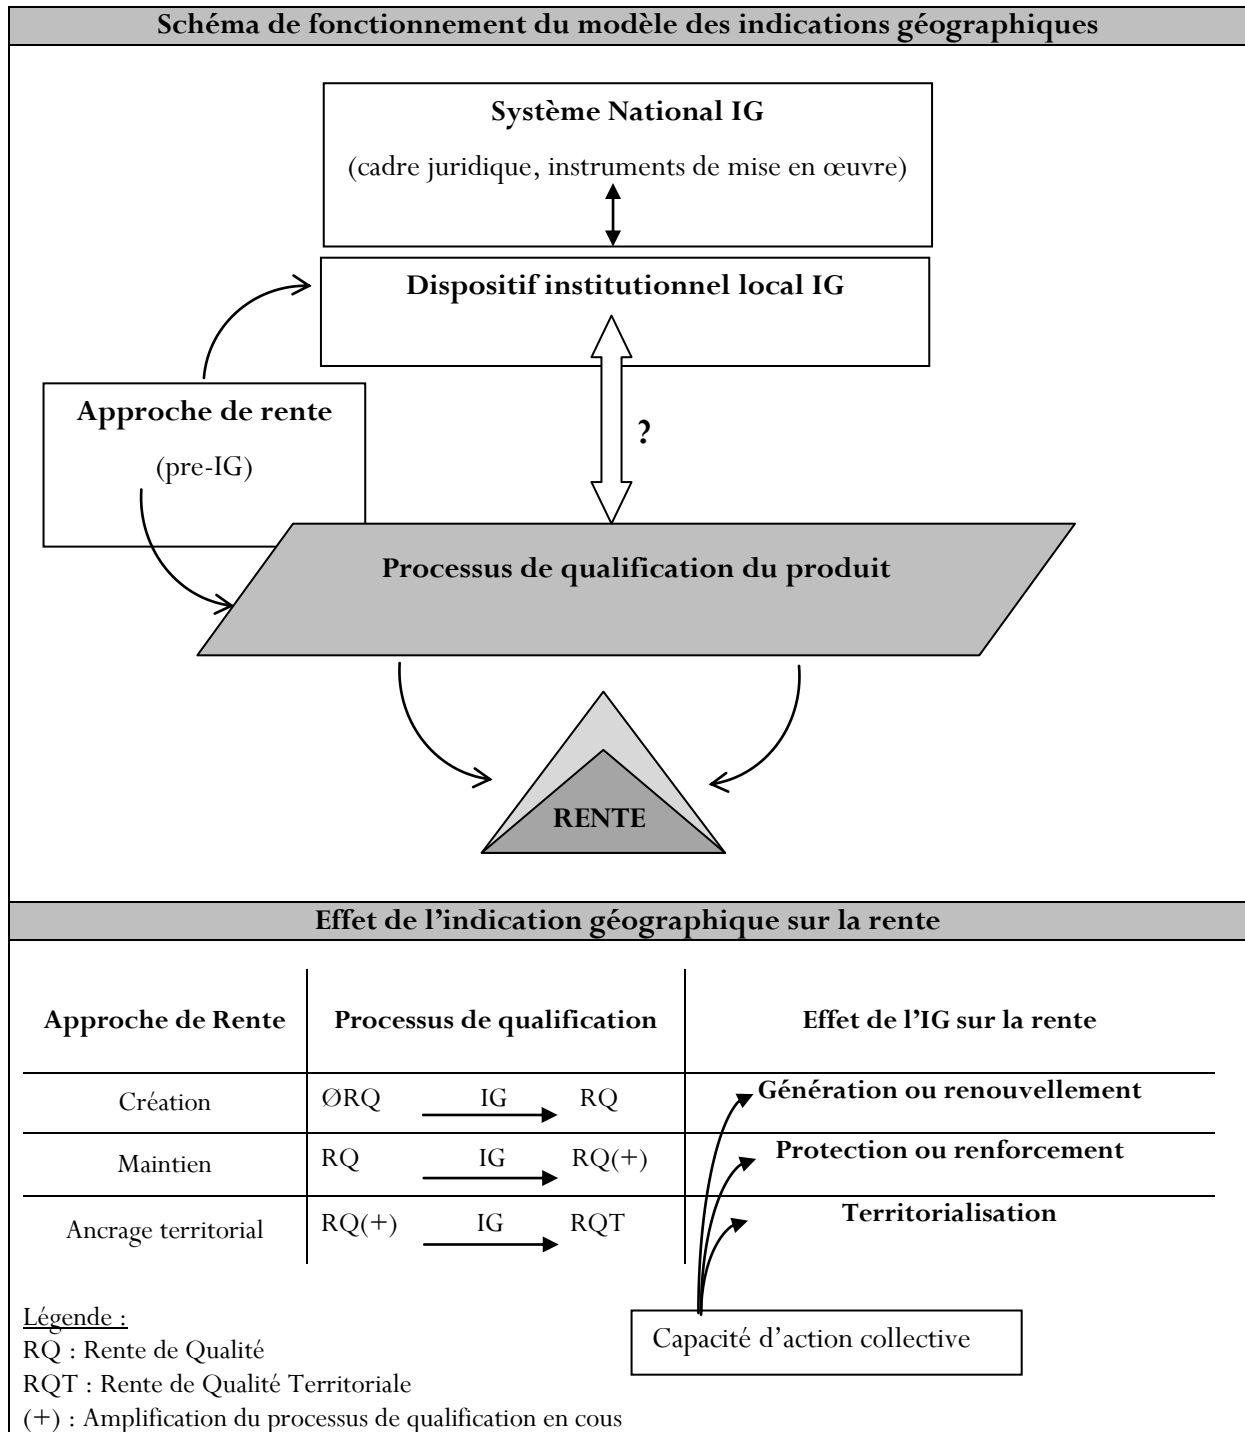 Schéma de fonctionnement du modèle des indications géographiques
Système National IG
(cadre juridique, instruments de mise en œuvre)
Dispositif institutionnel local IG
Approche de rente
(pre-IG)
?
Processus de qualification du produit
RENTE
Effet de l’indication géographique sur la rente
Approche de Rente Processus de qualification Effet de l’IG sur la rente
Création ØRQ IG RQ Génération ou renouvellement
Maintien RQ IG RQ(+) Protection ou renforcement
Ancrage territorial RQ(+) IG RQT Territorialisation
Capacité d’action collective
Légende :
RQ : Rente de Qualité
RQT : Rente de Qualité Territoriale
(+) : Amplification du processus de qualification en cous